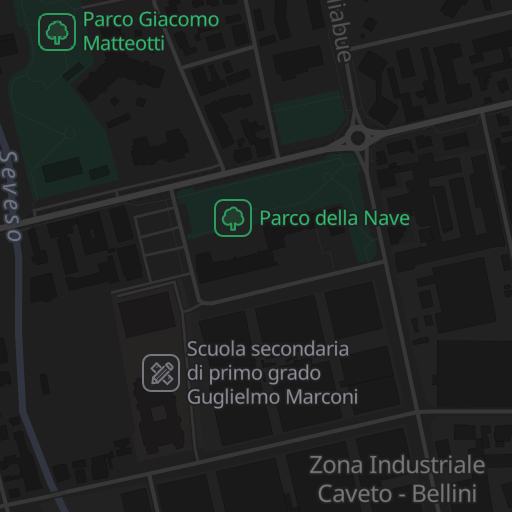 Parco Giacomo
Matteotti
Seveso
Parco della Nave
Scuola secondaria
di primo grado
Guglielmo Marconi
Zona Industriale
Caveto - Bellini